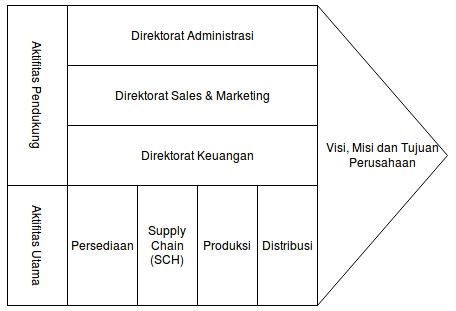 Aktifitas Pendukung
Direktorat Administrasi
Direktorat Sales & Marketing
Direktorat Keuangan
Visi, Misi dan Tujuan
Perusahaan
Aktifitas Utama
Persediaan
Supply
Chain
(SCH)
Produksi
Distribusi